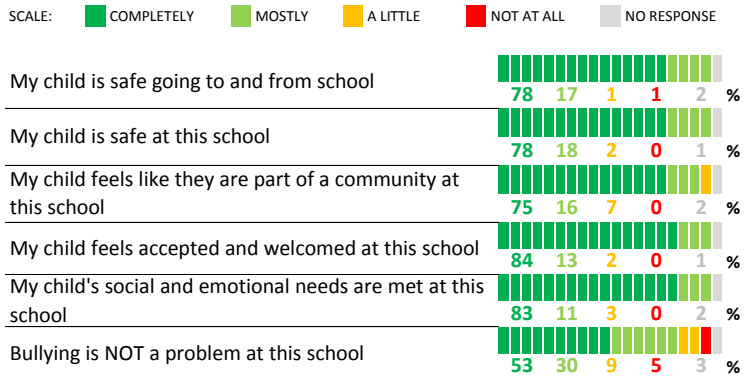 SCALE: COMPLETELY MOSTLY A LITTLE NOT AT ALL NO RESPONSE
My child is safe going to and from school
78 17 1 1 2 %
My child is safe at this school
78 18 2 0 1 %
My child feels like they are part of a community at
this school
75 16 7 0 2 %
My child feels accepted and welcomed at this school
84 13 2 0 1 %
My child's social and emotional needs are met at this
school
83 11 3 0 2 %
Bullying is NOT a problem at this school
53 30 9 5 3 %